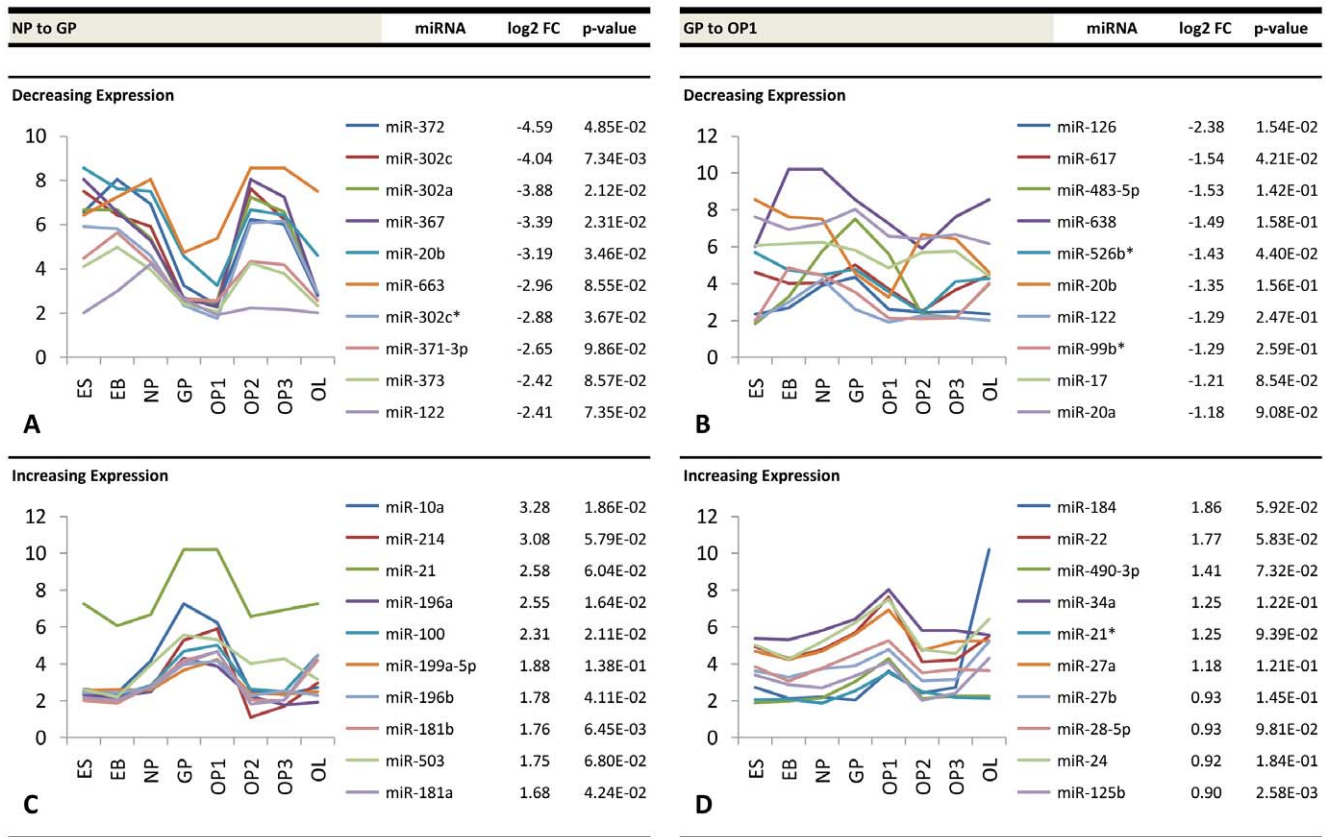 NP to GP miRNA log2 FC p-value
Decreasing Expression
10
8
6
4
2
0
ES EB NP GP OP1 OP2 OP3 OL
miR-372 -4.59 4.85E-02
miR-302c -4.04 7.34E-03
miR-302a -3.88 2.12E-02
miR-367 -3.39 2.31E-02
miR-20b -3.19 3.46E-02
miR-663 -2.96 8.55E-02
miR-302c* -2.88 3.67E-02
miR-371-3p -2.65 9.86E-02
miR-373 -2.42 8.57E-02
miR-122 -2.41 7.35E-02
A
GP to OP1 miRNA log2 FC p-value
Decreasing Expression
12
10
8
6
4
2
0
ES EB NP GP OP1 OP2 OP3 OL
miR-126 -2.38 1.54E-02
miR-617 -1.54 4.21E-02
miR-483-5p -1.53 1.42E-01
miR-638 -1.49 1.58E-01
miR-526b* -1.43 4.40E-02
miR-20b -1.35 1.56E-01
miR-122 -1.29 2.47E-01
miR-99b* -1.29 2.59E-01
miR-17 -1.21 8.54E-02
miR-20a -1.18 9.08E-02
B
Increasing Expression
12
10
8
6
4
2
0
ES EB NP GP OP1 OP2 OP3 OL
miR-10a 3.28 1.86E-02
miR-214 3.08 5.79E-02
miR-21 2.58 6.04E-02
miR-196a 2.55 1.64E-02
miR-100 2.31 2.11E-02
miR-199a-5p 1.88 1.38E-01
miR-196b 1.78 4.11E-02
miR-181b 1.76 6.45E-03
miR-503 1.75 6.80E-02
miR-181a 1.68 4.24E-02
C
Increasing Expression
12
10
8
6
4
2
0
ES EB NP GP OP1 OP2 OP3 OL
miR-184 1.86 5.92E-02
miR-22 1.77 5.83E-02
miR-490-3p 1.41 7.32E-02
miR-34a 1.25 1.22E-01
miR-21* 1.25 9.39E-02
miR-27a 1.18 1.21E-01
miR-27b 0.93 1.45E-01
miR-28-5p 0.93 9.81E-02
miR-24 0.92 1.84E-01
miR-125b 0.90 2.58E-03
D